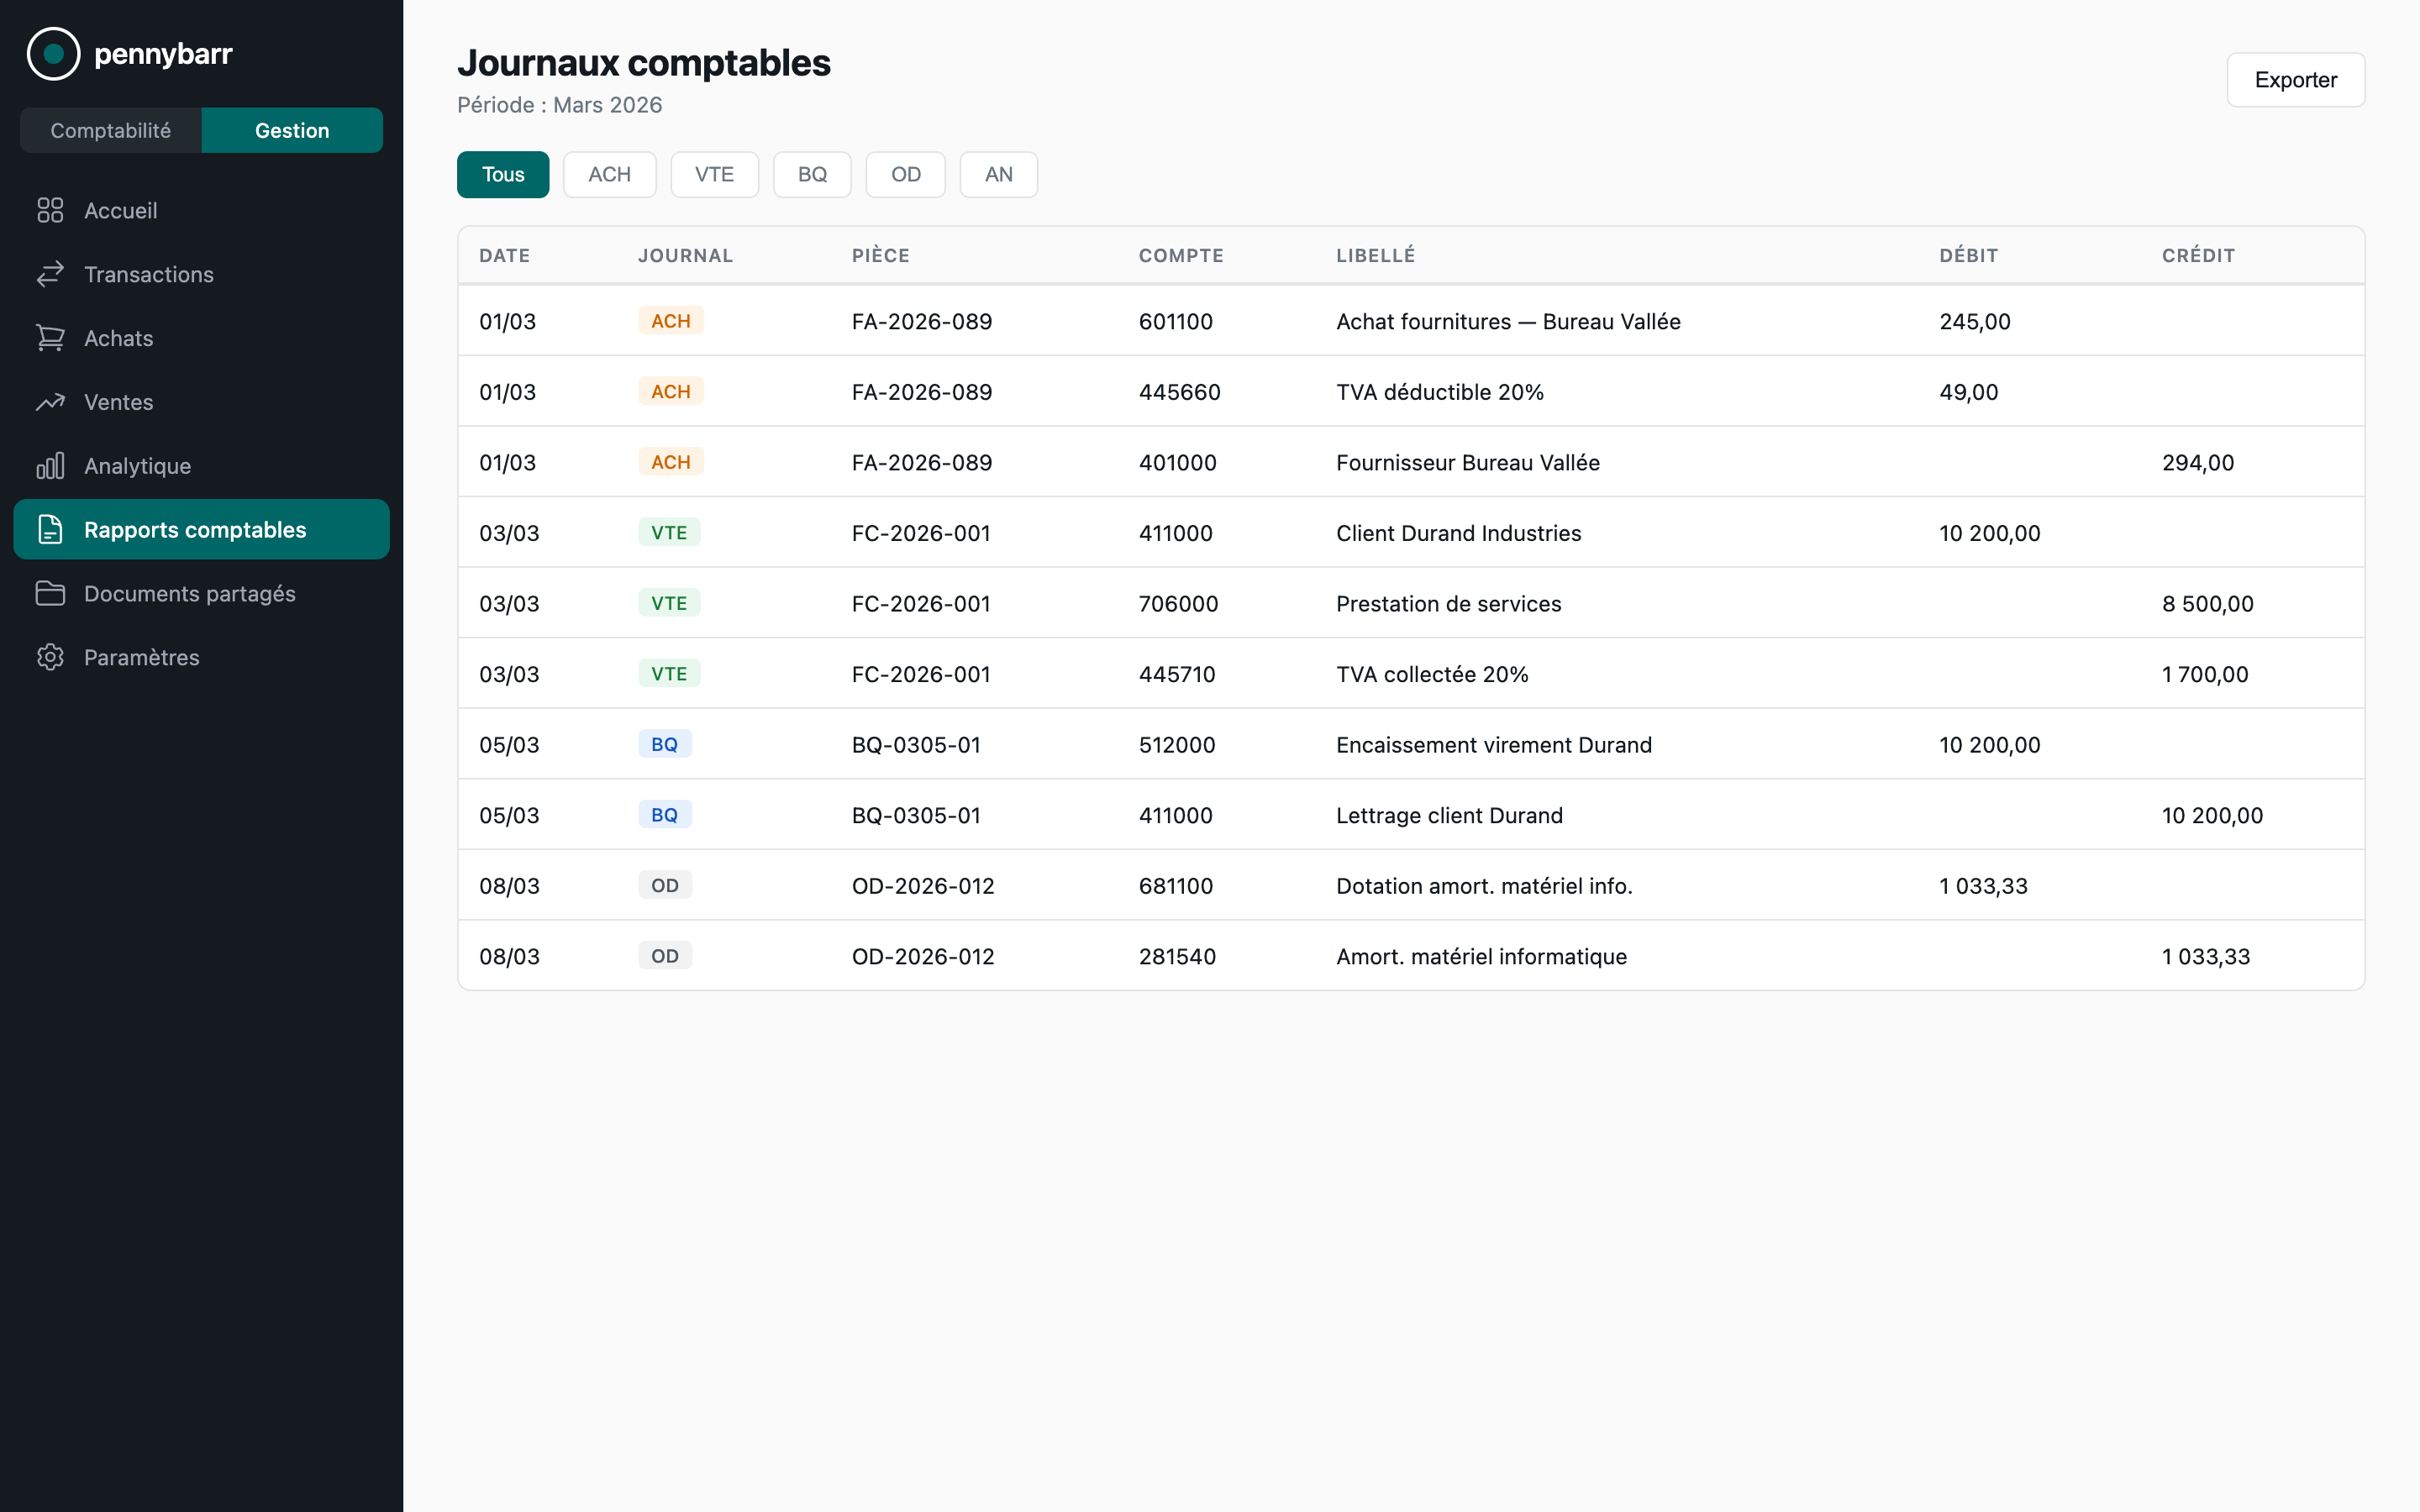 pennybarr
Comptabilité Gestion
Accueil
Transactions
Achats
Ventes
Analytique
Rapports comptables
Documents partagés
Paramètres
Journaux comptables
Période : Mars 2026
Exporter
Tous ACH VTE BQ OD AN
DATE JOURNAL PIÈCE COMPTE LIBELLÉ DÉBIT CRÉDIT
01/03 ACH FA-2026-089 601100 Achat fournitures — Bureau Vallée 245,00
01/03 ACH FA-2026-089 445660 TVA déductible 20% 49,00
01/03 ACH FA-2026-089 401000 Fournisseur Bureau Vallée 294,00
03/03 VTE FC-2026-001 411000 Client Durand Industries 10 200,00
03/03 VTE FC-2026-001 706000 Prestation de services 8 500,00
03/03 VTE FC-2026-001 445710 TVA collectée 20% 1 700,00
05/03 BQ BQ-0305-01 512000 Encaissement virement Durand 10 200,00
05/03 BQ BQ-0305-01 411000 Lettrage client Durand 10 200,00
08/03 OD OD-2026-012 681100 Dotation amort. matériel info. 1 033,33
08/03 OD OD-2026-012 281540 Amort. matériel informatique 1 033,33